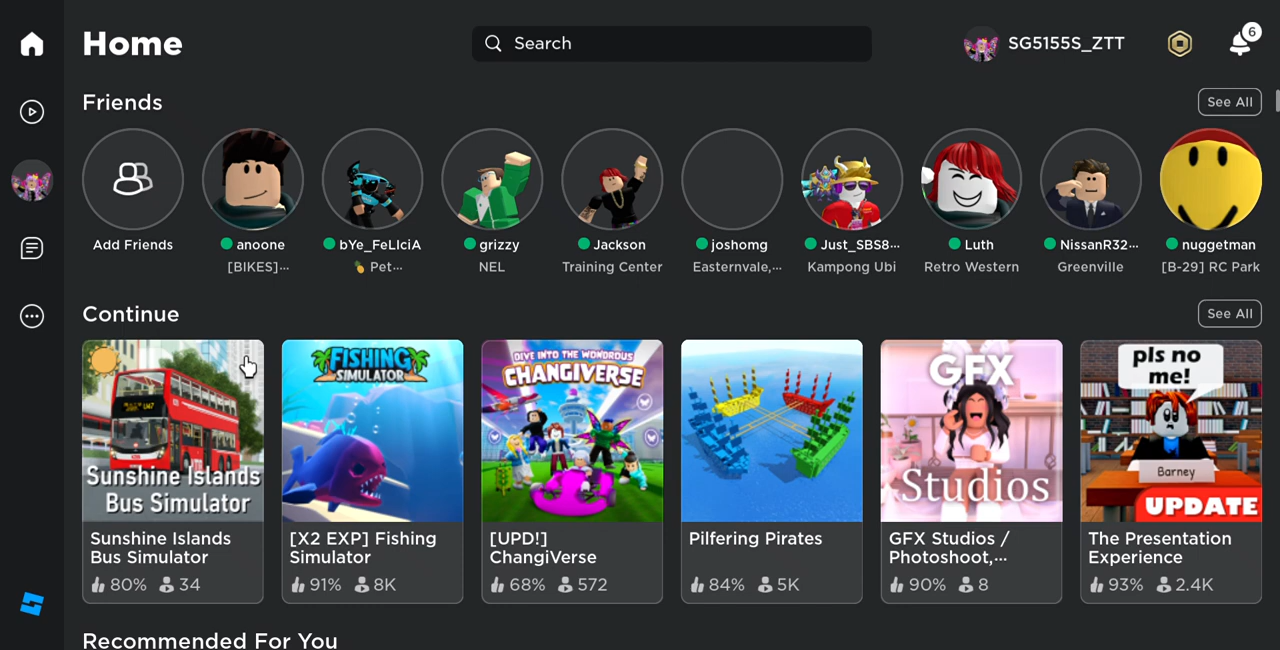 Home
Search
SG5155S_ZTT
6
Friends
See All
Add Friends
anoone
[BIKES]...
bYe_FeLIciA
🍍 Pet...
grizzy
NEL
Jackson
Training Center
joshomg
Easternvale,...
Just_SBS8...
Kampong Ubi
Luth
Retro Western
NissanR32...
Greenville
nuggetman
[B-29] RC Park
Continue
See All
Sunshine Islands
Bus Simulator
Sunshine Islands
Bus Simulator
80% 34
FISHING
SIMULATOR
[X2 EXP] Fishing
Simulator
91% 8K
DIVE INTO THE WONDROUS
CHANGIVERSE
[UPD!]
ChangiVerse
68% 572
Pilfering Pirates
84% 5K
GFX
Studios
GFX Studios /
Photoshoot,...
90% 8
pls no
me!
Barney
UPDATE
The Presentation
Experience
93% 2.4K
Recommended For You